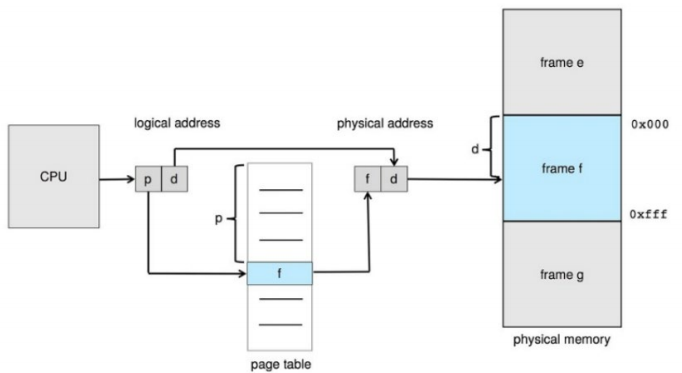 frame e
logical address
physical address
0x000
CPU
p
d
f
d
d
frame f
p
0xfff
f
frame g
physical memory
page table